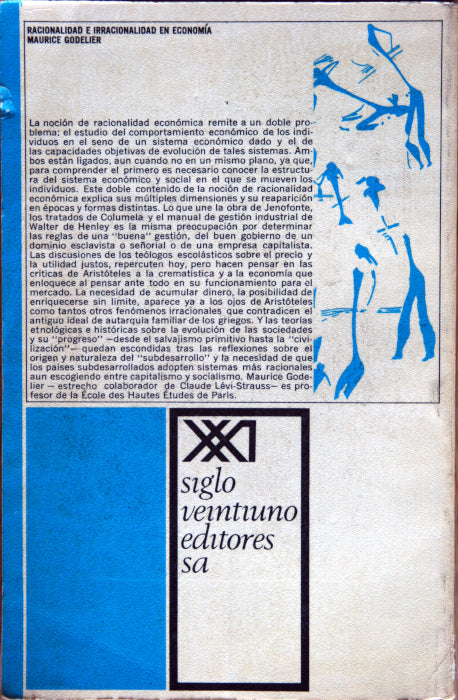 RACIONALIDAD E IRRACIONALIDAD EN ECONOMÍA
MAURICE GODELIER
La noción de racionalidad económica remite a un doble pro-
blema: el estudio del comportamiento económico de los indi-
viduos en el seno de un sistema económico dado y el de
las capacidades objetivas de evolución de tales sistemas. Am-
bos están ligados, aun cuando no en un mismo plano, ya que,
para comprender el primero es necesario conocer la estructu-
ra del sistema económico y social en el que se mueven los
individuos. Este doble contenido de la noción de racionalidad
económica explica sus múltiples dimensiones y su reaparición
en épocas y formas distintas. Lo que une la obra de Jenofonte,
los tratados de Columela y el manual de gestión industrial de
Walter de Henley es la misma preocupación por determinar
las reglas de una "buena" gestión, del buen gobierno de un
dominio esclavista o señorial o de una empresa capitalista.
Las discusiones de los teólogos escolásticos sobre el precio y
la utilidad justos, repercuten hoy, pero hacen pensar en las
críticas de Aristóteles a la crematística y a la economía que
enloquece al pensar ante todo en su funcionamiento para el
mercado. La necesidad de acumular dinero, la posibilidad de
enriquecerse sin límite, aparece ya a los ojos de Aristóteles
como tantos otros fenómenos irracionales que contradicen el
antiguo ideal de autarquía familiar de los griegos. Y las teorías
etnológicas e históricas sobre la evolución de las sociedades
y su "progreso" —desde el salvajismo primitivo hasta la "civi-
lización"— quedan escondidas tras las reflexiones sobre el
origen y naturaleza del "subdesarrollo" y la necesidad de que
los países subdesarrollados adopten sistemas más racionales
aun escogiendo entre capitalismo y socialismo. Maurice Gode-
lier — estrecho colaborador de Claude Lévi-Strauss— es pro-
fesor de la École des Hautes Études de Paris.
XXI
siglo
veintiuno
editores
sa